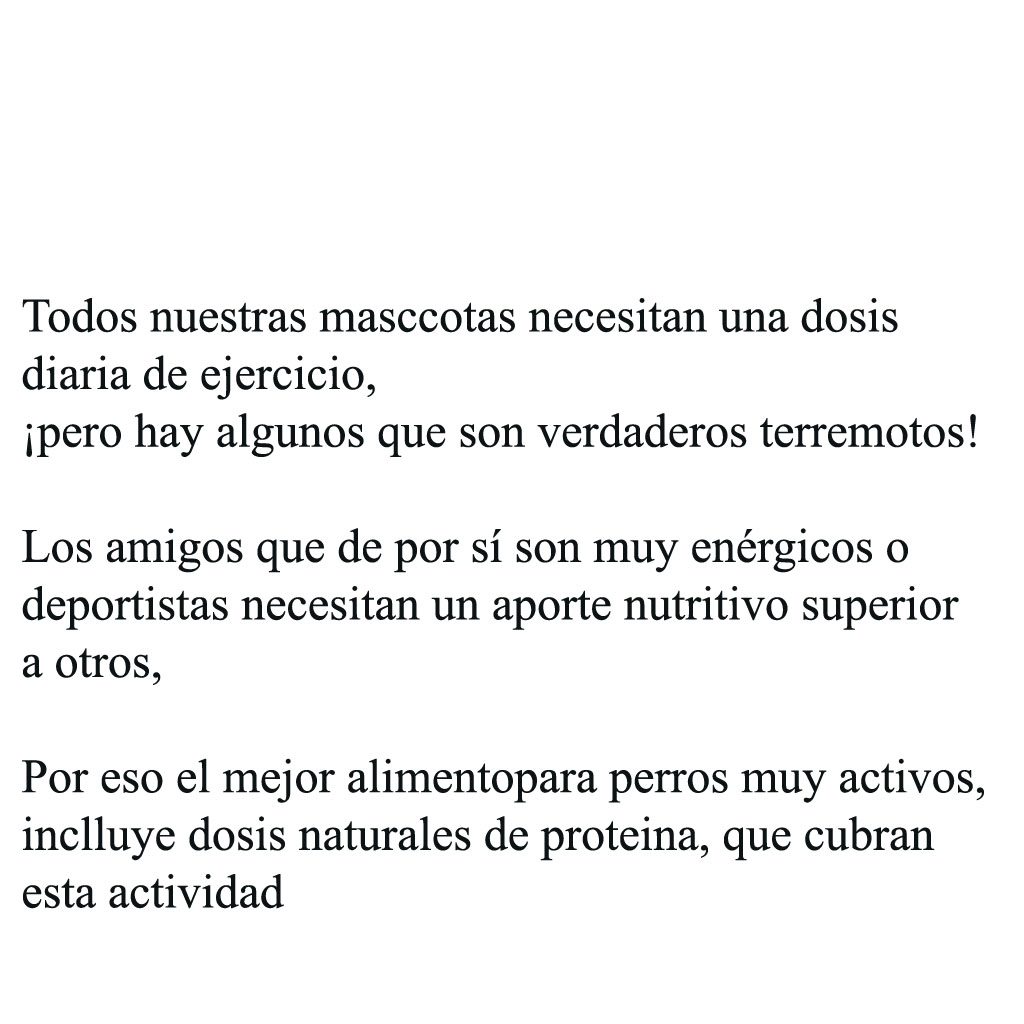 Todos nuestras masccotas necesitan una dosis
diaria de ejercicio,
¡pero hay algunos que son verdaderos terremotos!
Los amigos que de por sí son muy enérgicos o
deportistas necesitan un aporte nutritivo superior
a otros,
Por eso el mejor alimentopara perros muy activos,
inclluye dosis naturales de proteina, que cubran
esta actividad